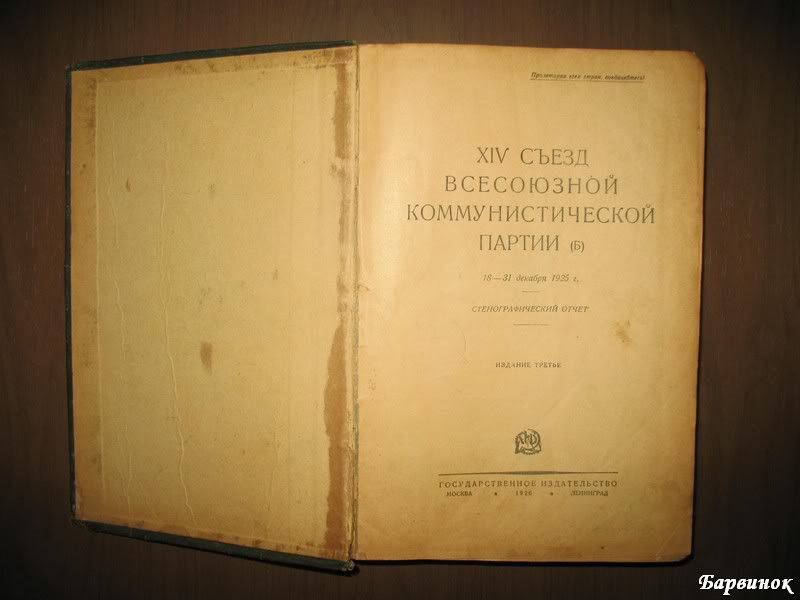 Пролетарии всех стран, соединяйтесь!
XIV СЪЕЗД
ВСЕСОЮЗНОЙ
КОММУНИСТИЧЕСКОЙ
ПАРТИИ (Б)
18—31 декабря 1925 г.
СТЕНОГРАФИЧЕСКИЙ ОТЧЕТ
ИЗДАНИЕ ТРЕТЬЕ
ГОСУДАРСТВЕННОЕ ИЗДАТЕЛЬСТВО
МОСКВА • 1926 • ЛЕНИНГРАД
Барвинок